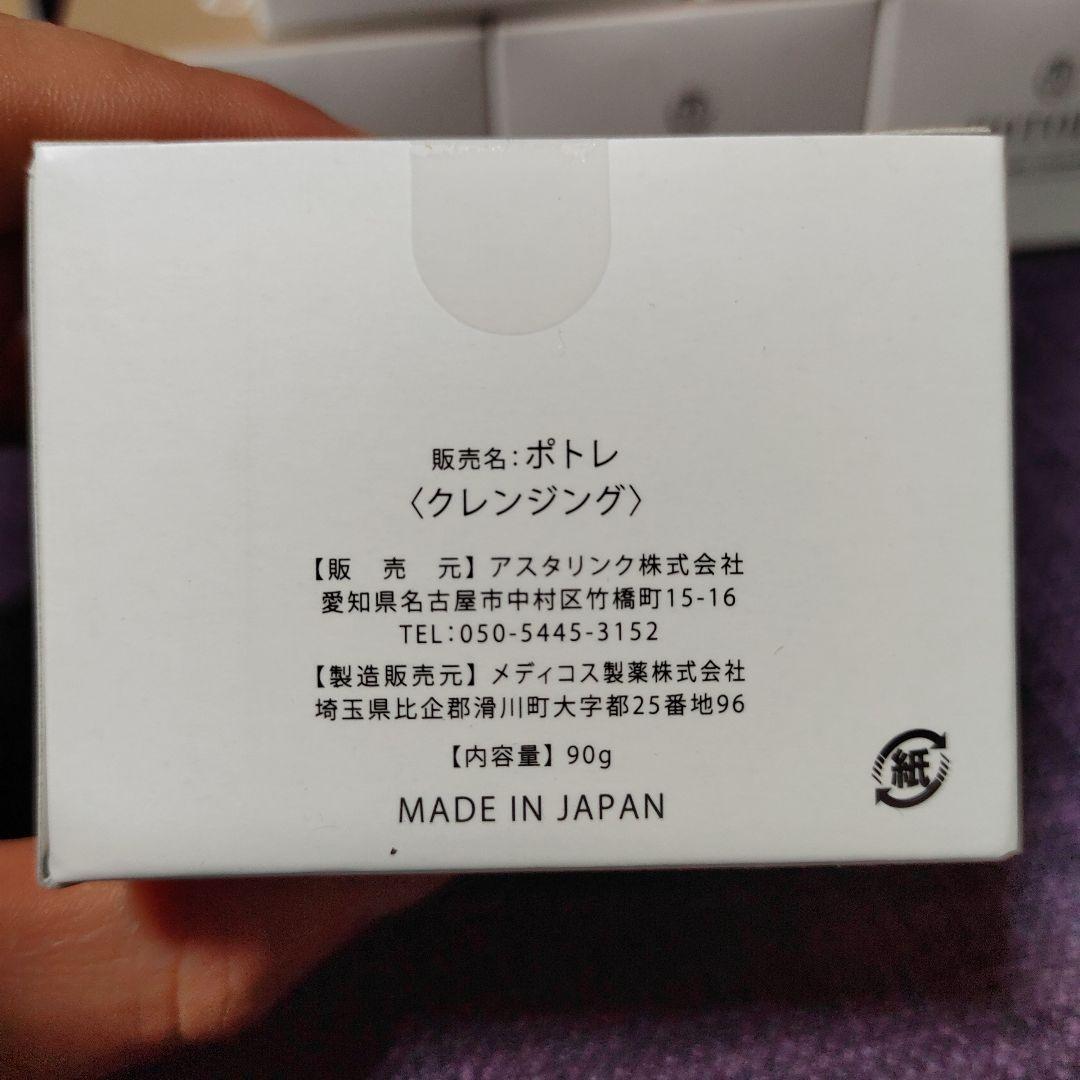 販売名：ポトレ
〈クレンジング〉
【販　売　元】アスタリンク株式会社
愛知県名古屋市中村区竹橋町15-16
TEL：050-5445-3152
【製造販売元】メディコス製薬株式会社
埼玉県比企郡滑川町大字都25番地96
【内容量】90g
MADE IN JAPAN
紙